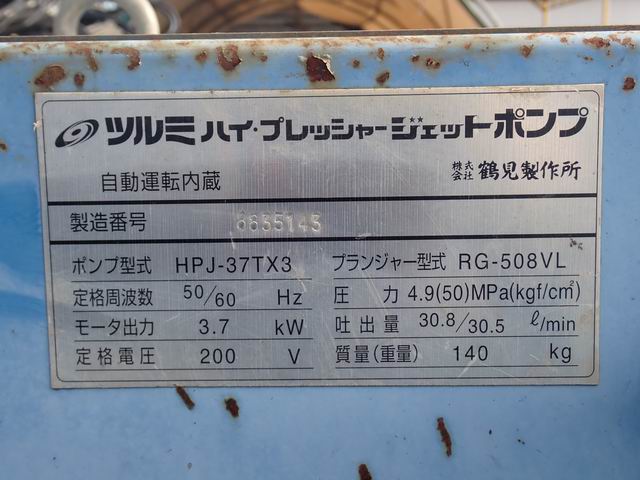 ツルミ ハイ・プレッシャージェットポンプ
自動運転内蔵 株式会社 鶴見製作所
製造番号 6635143
ポンプ型式 HPJ-37TX3 プランジャー型式 RG-508VL
定格周波数 50/60 Hz 圧力 4.9(50)MPa(kgf/cm²)
モータ出力 3.7 kW 吐出量 30.8/30.5 ℓ/min
定格電圧 200 V 質量(重量) 140 kg